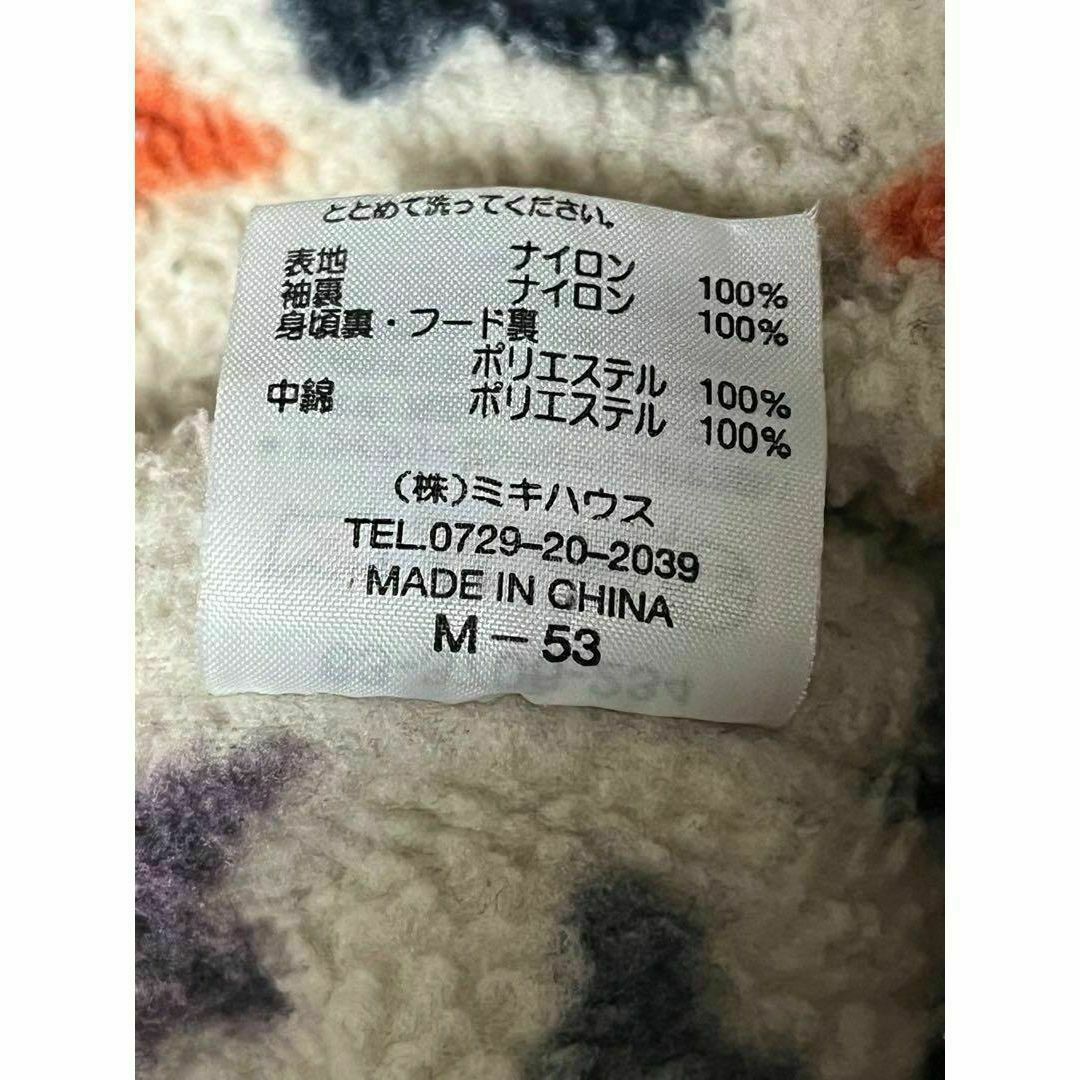 ととめて洗ってください。
表地 ナイロン 100%
袖裏 ナイロン 100%
身頃裏・フード裏
ポリエステル 100%
中綿 ポリエステル 100%
(株)ミキハウス
TEL.0729-20-2039
MADE IN CHINA
M-53